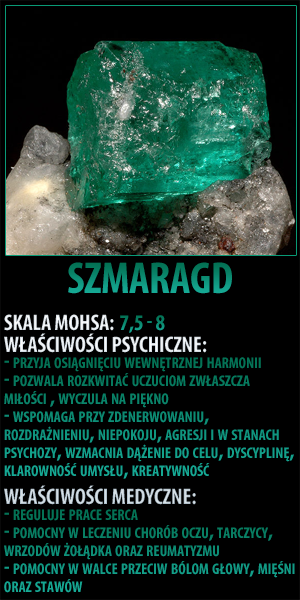 SZMARAGD
SKALA MOHSA: 7,5 - 8
WŁAŚCIWOŚCI PSYCHICZNE:
- PRZYJA OSIĄGNIĘCIU WEWNĘTRZNEJ HARMONII
- POZWALA ROZKWITAĆ UCZUCIOM ZWŁASZCZA
MIŁOŚCI , WYCZULA NA PIĘKNO
- WSPOMAGA PRZY ZDENERWOWANIU,
ROZDRAŻNIENIU, NIEPOKOJU, AGRESJI I W STANACH
PSYCHOZY, WZMACNIA DĄŻENIE DO CELU, DYSCYPLINĘ,
KLAROWNOŚĆ UMYSŁU, KREATYWNOŚĆ
WŁAŚCIWOŚCI MEDYCZNE:
- REGULUJE PRACE SERCA
- POMOCNY W LECZENIU CHORÓB OCZU, TARCZYCY,
WRZODÓW ŻOŁĄDKA ORAZ REUMATYZMU
- POMOCNY W WALCE PRZECIW BÓLOM GŁOWY, MIĘŚNI
ORAZ STAWÓW